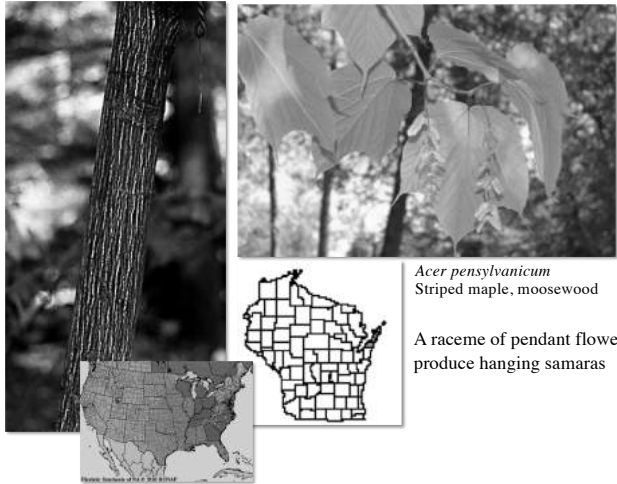 Acer pensylvanicum
Striped maple, moosewood
A raceme of pendant flowe
produce hanging samaras